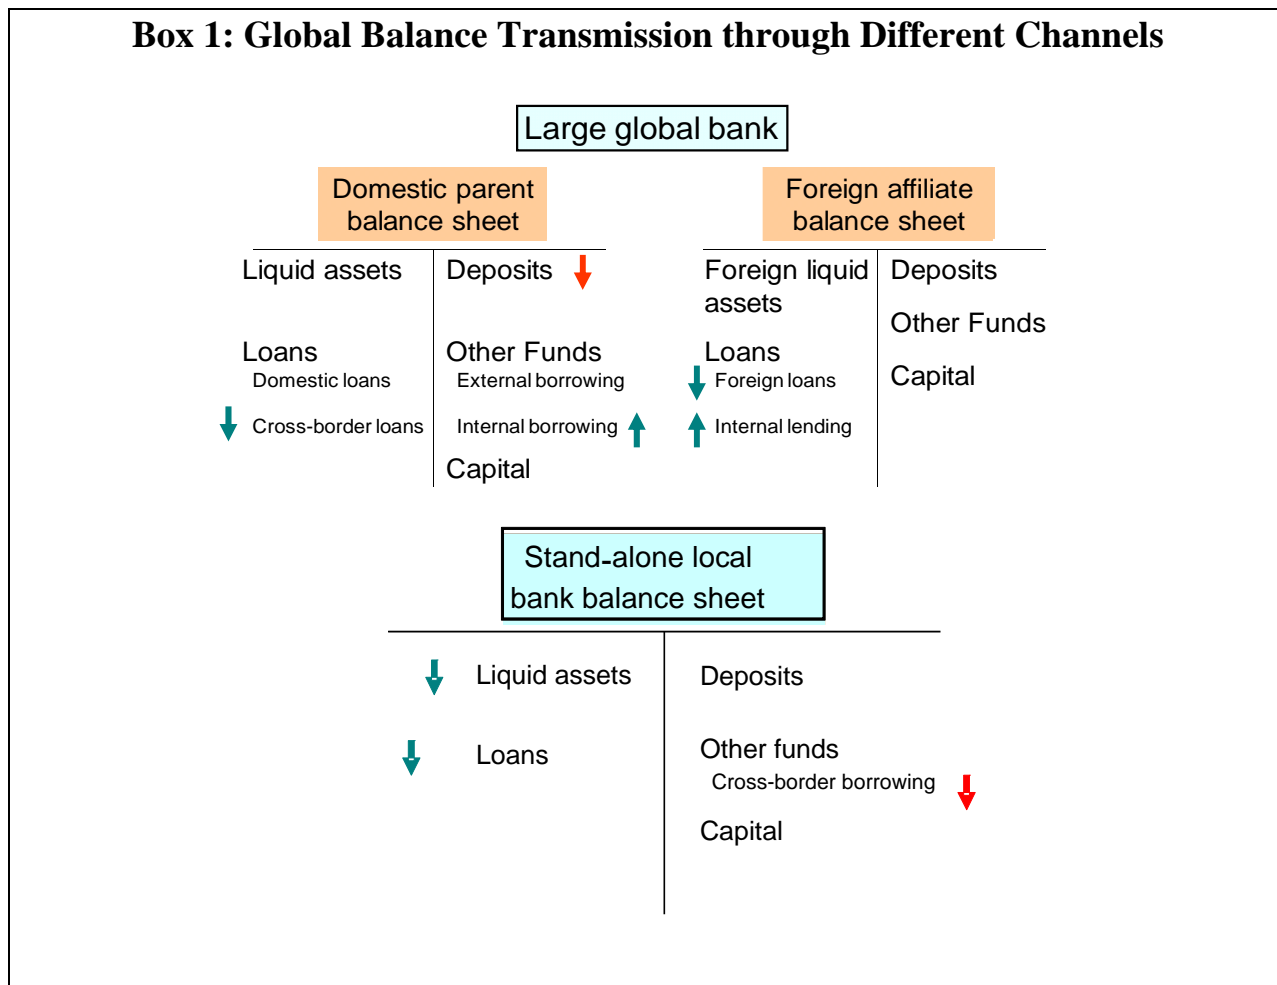 Box 1: Global Balance Transmission through Different Channels
Large global bank
Domestic parent
balance sheet
Liquid assets
Deposits
Loans
Other Funds
Domestic loans
External borrowing
Cross-border loans
Internal borrowing
Capital
Foreign affiliate
balance sheet
Foreign liquid
assets
Deposits
Other Funds
Loans
Foreign loans
Capital
Internal lending
Stand-alone local
bank balance sheet
Liquid assets
Deposits
Loans
Other funds
Cross-border borrowing
Capital